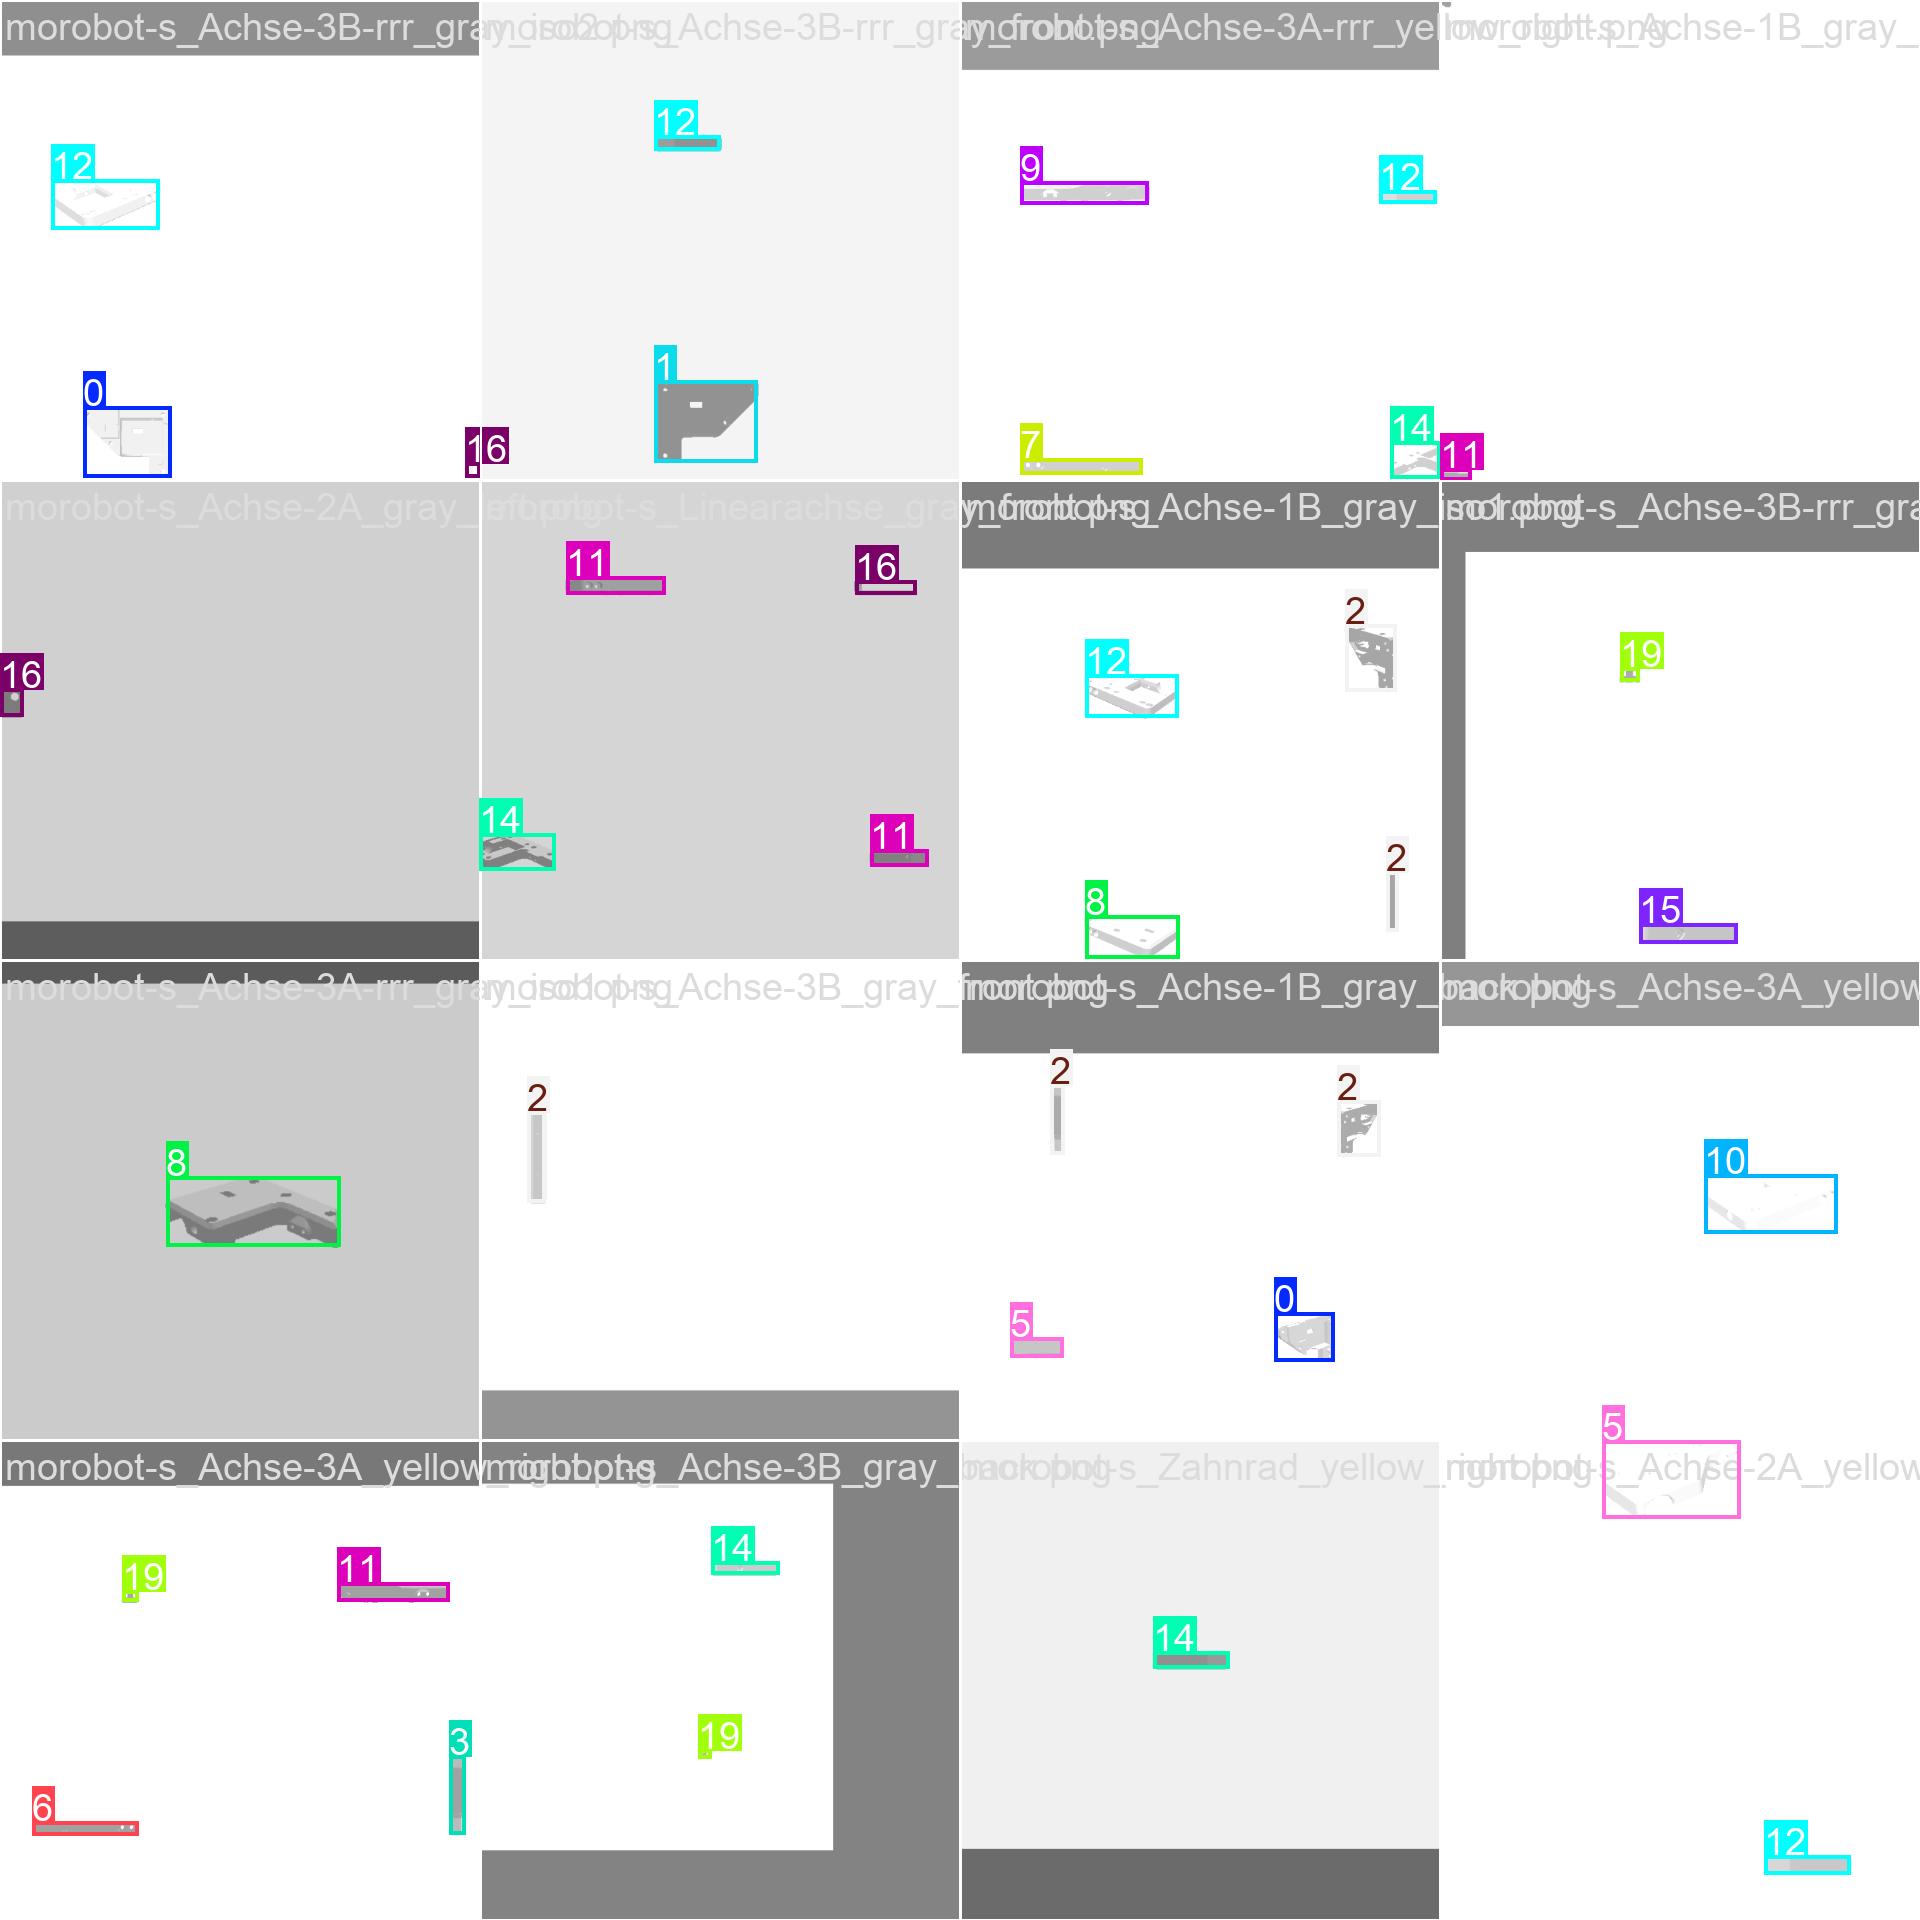 morobot-s_Achse-3B-rrr_gray_iso2.png
morobot-s_Achse-3B-rrr_gray_front.png
morobot-s_Achse-3A-rrr_yellow_right.png
morobot-s_Achse-1B_gray_
12
12
9
12
0
1
16
7
14
11
morobot-s_Achse-2A_gray_
morobot-s_Linearachse_gray_front.png
morobot-s_Achse-1B_gray_iso1.png
morobot-s_Achse-3B-rrr_gra
11
16
2
12
19
16
14
11
2
8
15
morobot-s_Achse-3A-rrr_gray_iso1.png
morobot-s_Achse-3B_gray_front.png
morobot-s_Achse-1B_gray_back.png
morobot-s_Achse-3A_yellow
2
2
2
10
8
0
5
5
morobot-s_Achse-3A_yellow_right.png
morobot-s_Achse-3B_gray_back.png
morobot-s_Zahnrad_yellow_right.png
morobot-s_Achse-2A_yellow
19
11
14
14
19
3
6
12